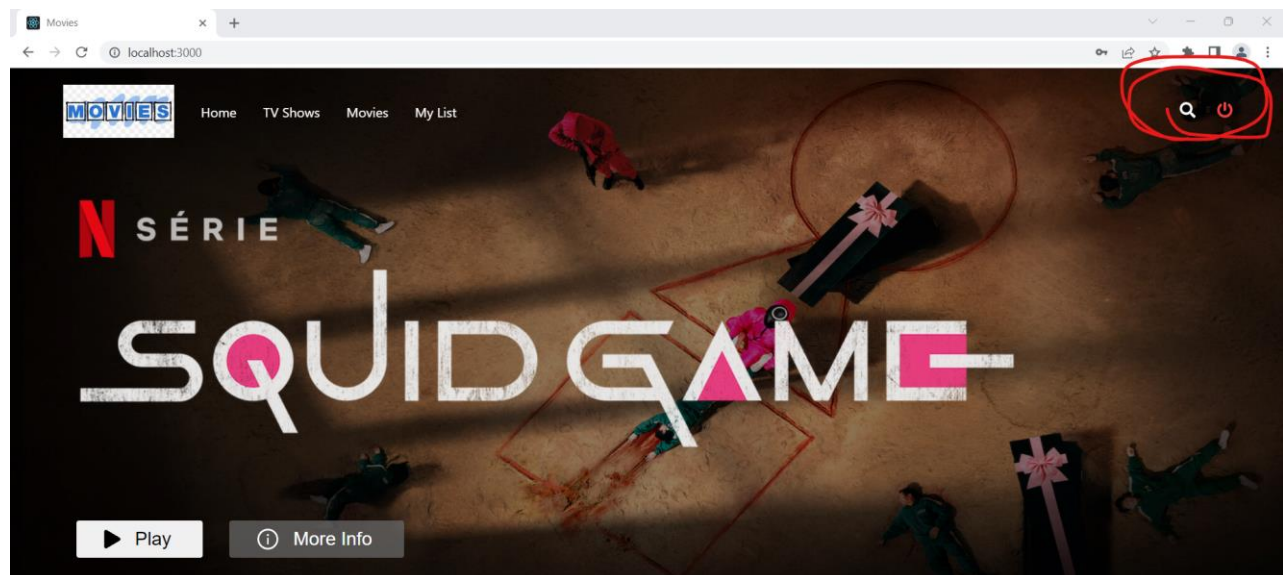 Movies
localhost:3000
MOVIES Home TV Shows Movies My List
N SÉRIE
SQUID GAME
Play More Info